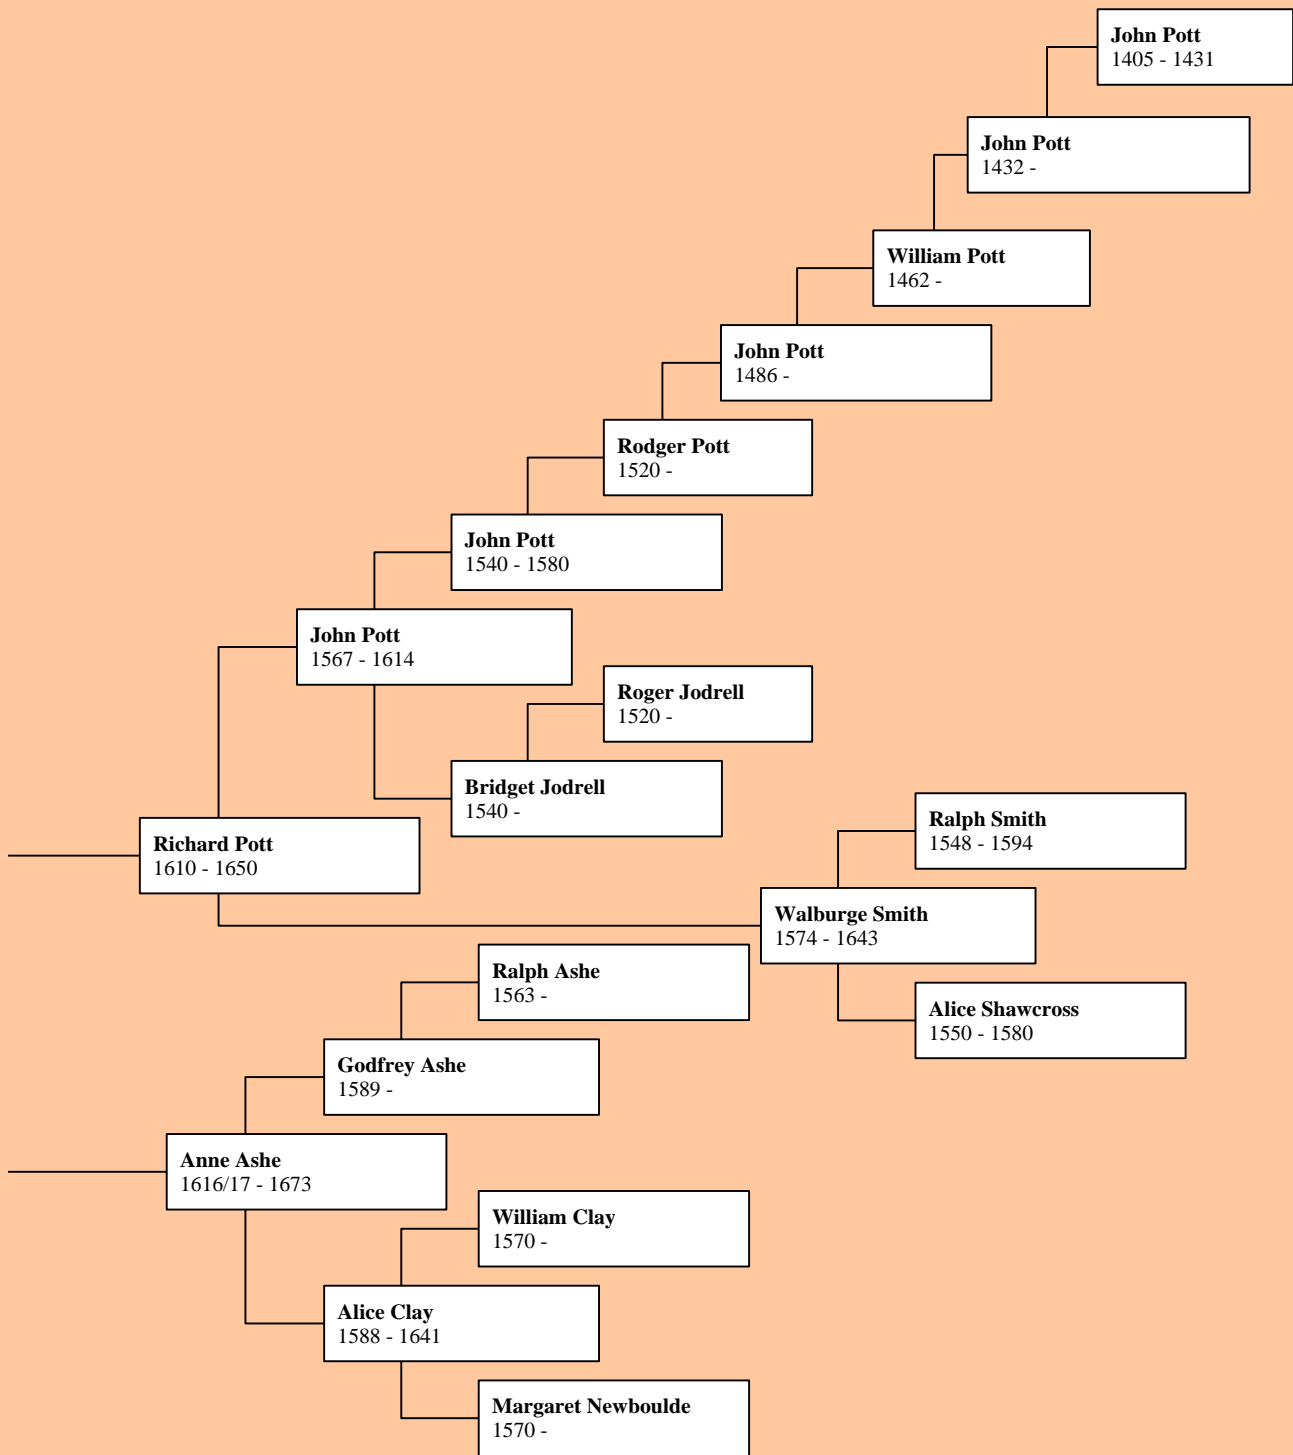 John Pott
1405 - 1431
John Pott
1432 -
William Pott
1462 -
John Pott
1486 -
Rodger Pott
1520 -
John Pott
1540 - 1580
John Pott
1567 - 1614
Roger Jodrell
1520 -
Bridget Jodrell
1540 -
Ralph Smith
1548 - 1594
Richard Pott
1610 - 1650
Walburge Smith
1574 - 1643
Ralph Ashe
1563 -
Alice Shawcross
1550 - 1580
Godfrey Ashe
1589 -
Anne Ashe
1616/17 - 1673
William Clay
1570 -
Alice Clay
1588 - 1641
Margaret Newboulde
1570 -